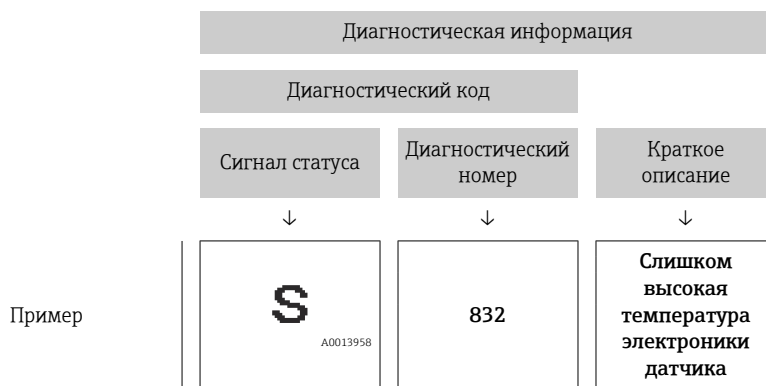 Диагностическая информация
Диагностический код
Сигнал статуса
Диагностический
номер
Краткое
описание
↓ ↓ ↓
Пример
S
A0013958
832
Слишком
высокая
температура
электроники
датчика